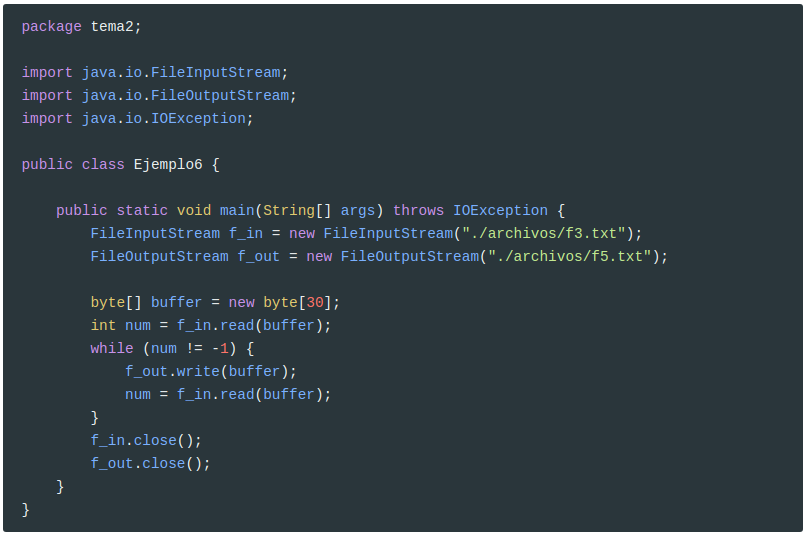 package tema2;

import java.io.FileInputStream;
import java.io.FileOutputStream;
import java.io.IOException;

public class Ejemplo6 {

    public static void main(String[] args) throws IOException {
        FileInputStream f_in = new FileInputStream("./archivos/f3.txt");
        FileOutputStream f_out = new FileOutputStream("./archivos/f5.txt");

        byte[] buffer = new byte[30];
        int num = f_in.read(buffer);
        while (num != -1) {
            f_out.write(buffer);
            num = f_in.read(buffer);
        }
        f_in.close();
        f_out.close();
    }
}